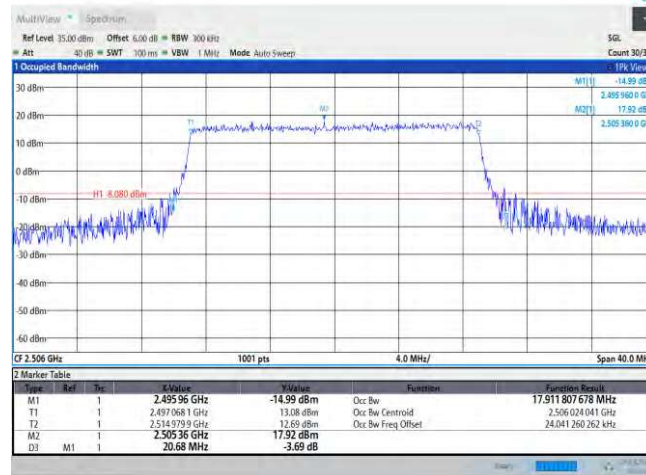 MultiView Spectrum
Ref Level 35.00 dBm Offset 6.00 dB RBW 300 kHz SGL
Att 40 dB SWT 100 ms VBW 1 MHz Mode Auto Sweep Count 30/3
1 Occupied Bandwidth 1Pk View
M1[1] -14.99 dB
2.495 960 0 G
30 dBm
M2[1] 17.92 dB
2.505 360 0 G
20 dBm
T1 M2 T2
10 dBm
0 dBm
H1 -8.080 dBm
-10 dBm
-20 dBm
-30 dBm
-40 dBm
-50 dBm
-60 dBm
CF 2.506 GHz 1001 pts 4.0 MHz/ Span 40.0 MH
2 Marker Table
Type Ref Trc X-Value Y-Value Function Function Result
M1 1 2.495 96 GHz -14.99 dBm Occ Bw 17.911 807 678 MHz
T1 1 2.497 068 1 GHz 13.08 dBm Occ Bw Centroid 2.506 024 041 GHz
T2 1 2.514 979 9 GHz 12.69 dBm Occ Bw Freq Offset 24.041 260 262 kHz
M2 1 2.505 36 GHz 17.92 dBm
D3 M1 1 20.68 MHz -3.69 dB